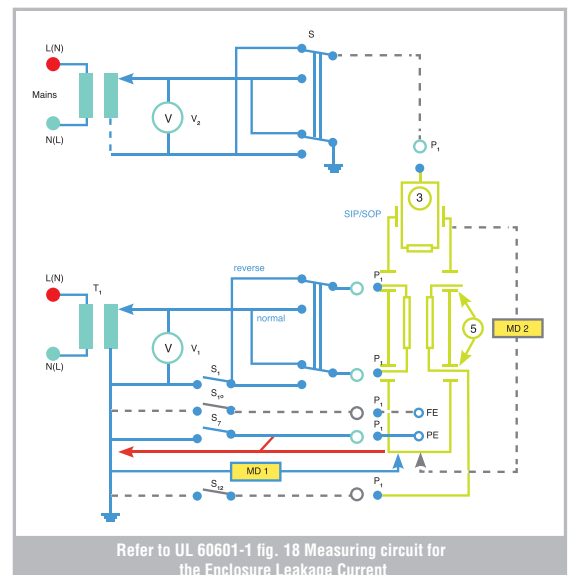 L(N)
S
Mains
V
V2
N(L)
P1
3
SIP/SOP
reverse
L(N)
T1
P1
normal
5
MD 2
V
V1
N(L)
S1
P1
S10
P1
FE
S7
P1
PE
MD 1
S12
P1
Refer to UL 60601-1 fig. 18 Measuring circuit for
the Enclosure Leakage Current